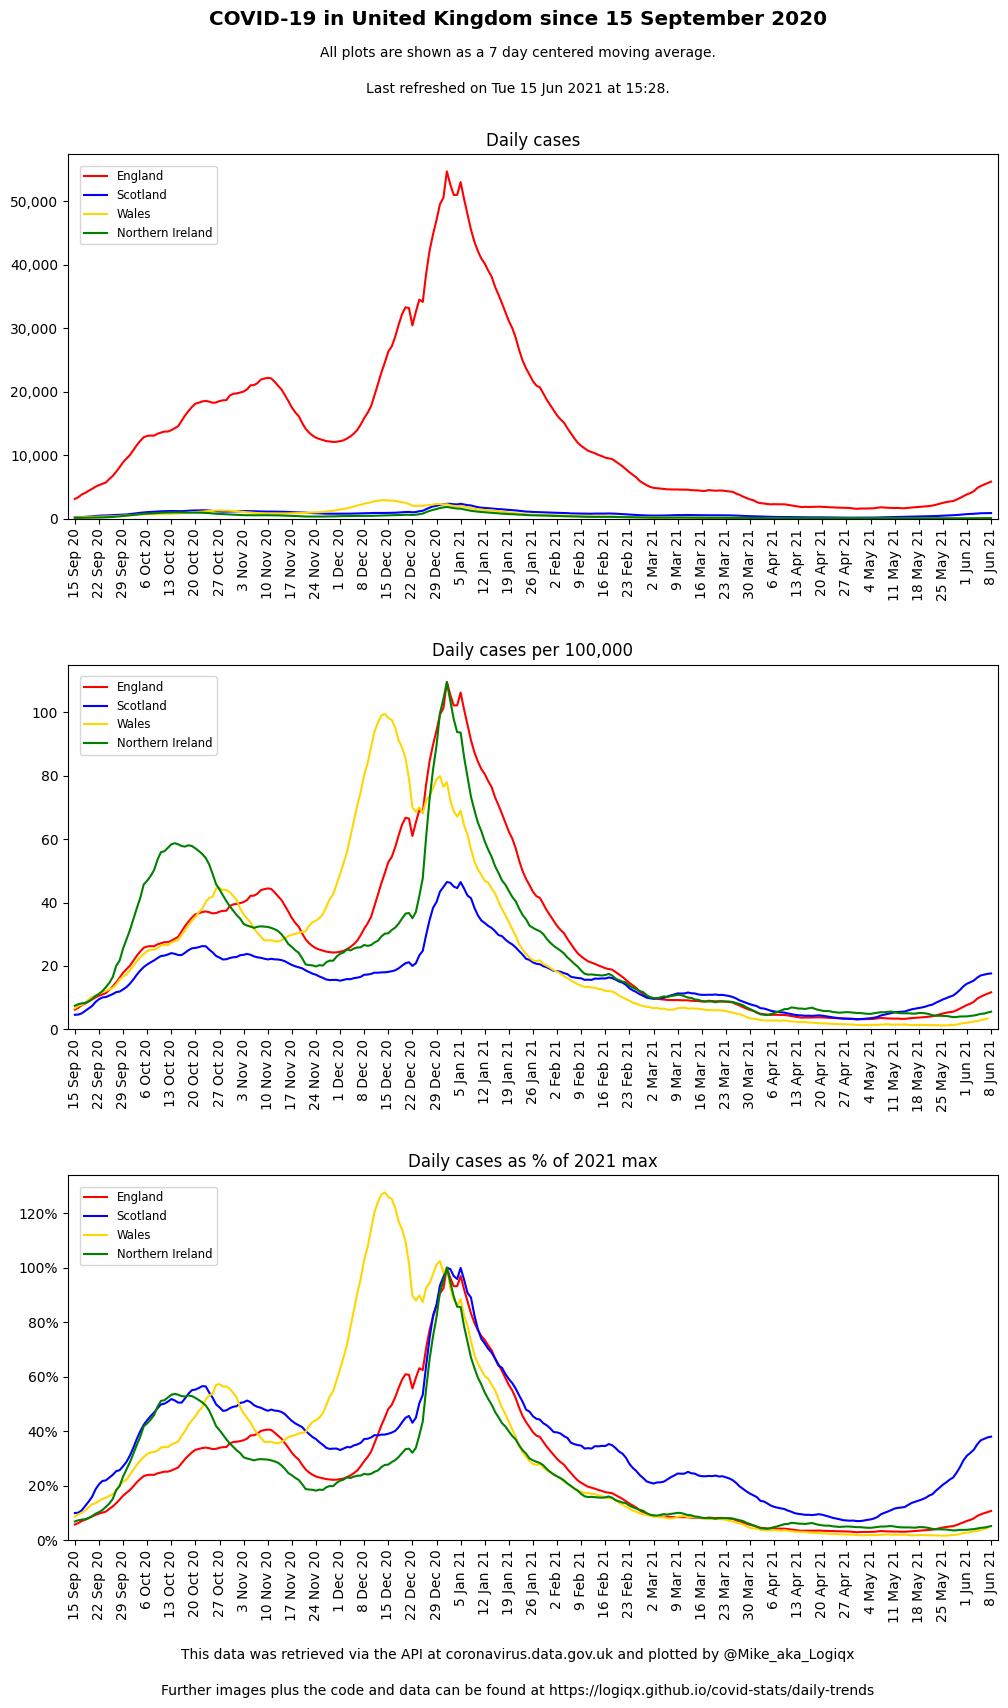 COVID-19 in United Kingdom since 15 September 2020
All plots are shown as a 7 day centered moving average.
Last refreshed on Tue 15 Jun 2021 at 15:28.
Daily cases
England
Scotland
Wales
Northern Ireland
50,000
40,000
30,000
20,000
10,000
0
15 Sep 20
22 Sep 20
29 Sep 20
6 Oct 20
13 Oct 20
20 Oct 20
27 Oct 20
3 Nov 20
10 Nov 20
17 Nov 20
24 Nov 20
1 Dec 20
8 Dec 20
15 Dec 20
22 Dec 20
29 Dec 20
5 Jan 21
12 Jan 21
19 Jan 21
26 Jan 21
2 Feb 21
9 Feb 21
16 Feb 21
23 Feb 21
2 Mar 21
9 Mar 21
16 Mar 21
23 Mar 21
30 Mar 21
6 Apr 21
13 Apr 21
20 Apr 21
27 Apr 21
4 May 21
11 May 21
18 May 21
25 May 21
1 Jun 21
8 Jun 21
Daily cases per 100,000
England
Scotland
Wales
Northern Ireland
100
80
60
40
20
0
15 Sep 20
22 Sep 20
29 Sep 20
6 Oct 20
13 Oct 20
20 Oct 20
27 Oct 20
3 Nov 20
10 Nov 20
17 Nov 20
24 Nov 20
1 Dec 20
8 Dec 20
15 Dec 20
22 Dec 20
29 Dec 20
5 Jan 21
12 Jan 21
19 Jan 21
26 Jan 21
2 Feb 21
9 Feb 21
16 Feb 21
23 Feb 21
2 Mar 21
9 Mar 21
16 Mar 21
23 Mar 21
30 Mar 21
6 Apr 21
13 Apr 21
20 Apr 21
27 Apr 21
4 May 21
11 May 21
18 May 21
25 May 21
1 Jun 21
8 Jun 21
Daily cases as % of 2021 max
England
Scotland
Wales
Northern Ireland
120%
100%
80%
60%
40%
20%
0%
15 Sep 20
22 Sep 20
29 Sep 20
6 Oct 20
13 Oct 20
20 Oct 20
27 Oct 20
3 Nov 20
10 Nov 20
17 Nov 20
24 Nov 20
1 Dec 20
8 Dec 20
15 Dec 20
22 Dec 20
29 Dec 20
5 Jan 21
12 Jan 21
19 Jan 21
26 Jan 21
2 Feb 21
9 Feb 21
16 Feb 21
23 Feb 21
2 Mar 21
9 Mar 21
16 Mar 21
23 Mar 21
30 Mar 21
6 Apr 21
13 Apr 21
20 Apr 21
27 Apr 21
4 May 21
11 May 21
18 May 21
25 May 21
1 Jun 21
8 Jun 21
This data was retrieved via the API at coronavirus.data.gov.uk and plotted by @Mike_aka_Logiqx
Further images plus the code and data can be found at https://logiqx.github.io/covid-stats/daily-trends